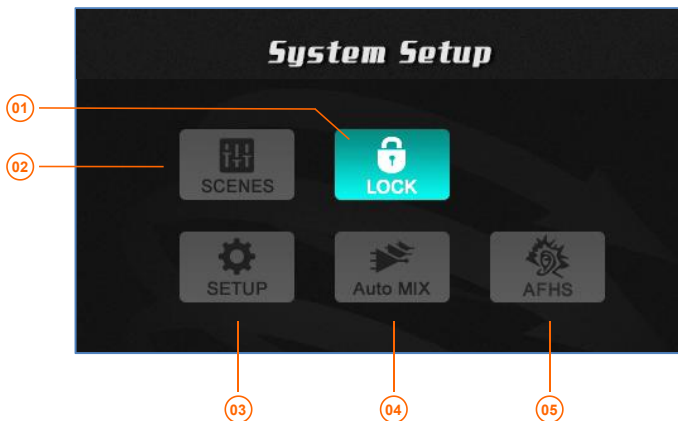 System Setup
01
02
SCENES
LOCK
SETUP
Auto MIX
AFHS
03
04
05